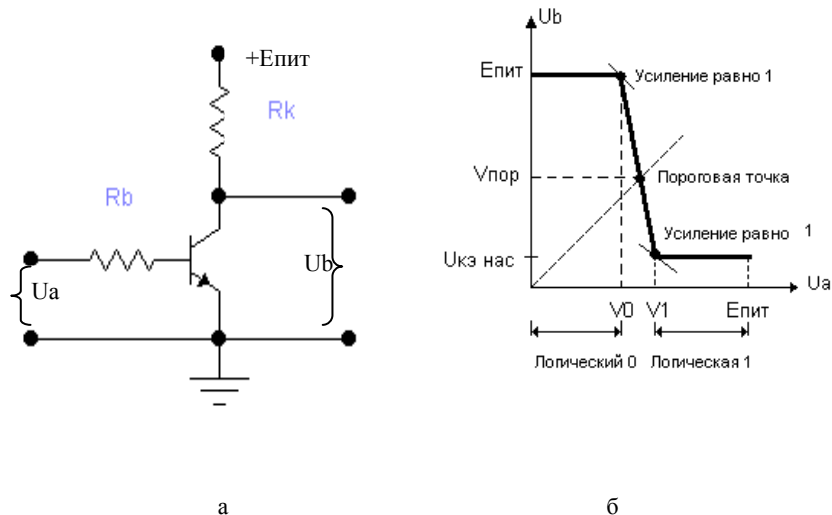 +Епит
Rk
Rb
Ua
Ub
а
Ub
Епит
Усиление равно 1
Vпор
Пороговая точка
Усиление равно 1
Uкэ нас
Ua
V0 V1 Епит
Логический 0 Логическая 1
б